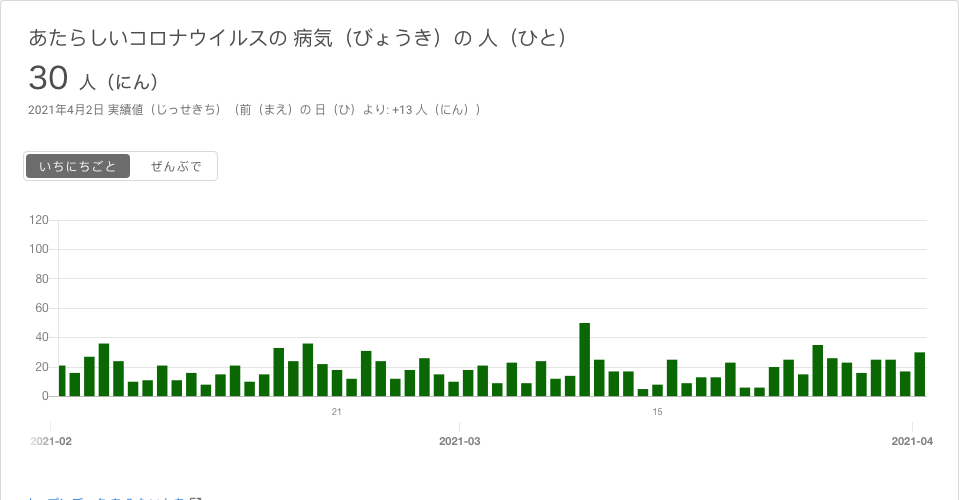 あたらしいコロナウイルスの 病気（びょうき）の 人（ひと）
30 人（にん）
2021年4月2日 実績値（じっせきち）（前（まえ）の 日（ひ）より: +13 人（にん））
いちにちごと ぜんぶで
120
100
80
60
40
20
0
21 15
2021-02 2021-03 2021-04